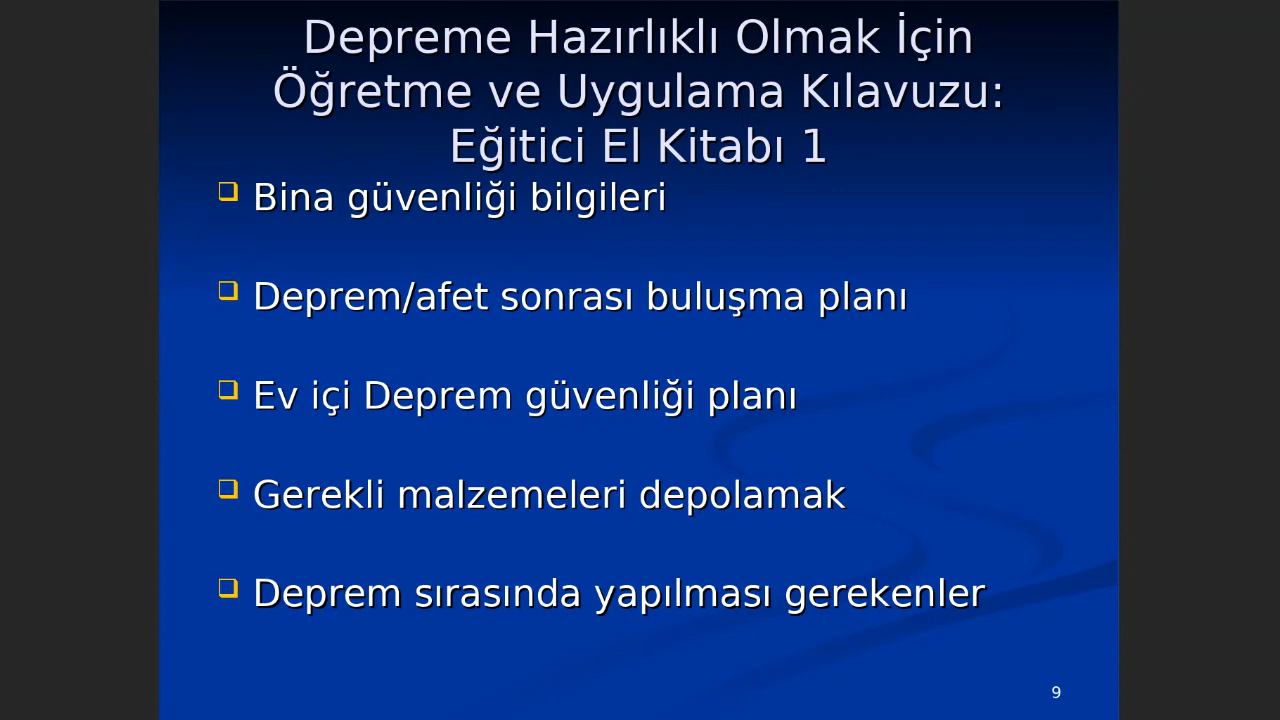 Depreme Hazırlıklı Olmak İçin
Öğretme ve Uygulama Kılavuzu:
Eğitici El Kitabı 1
Bina güvenliği bilgileri
Deprem/afet sonrası buluşma planı
Ev içi Deprem güvenliği planı
Gerekli malzemeleri depolamak
Deprem sırasında yapılması gerekenler
9